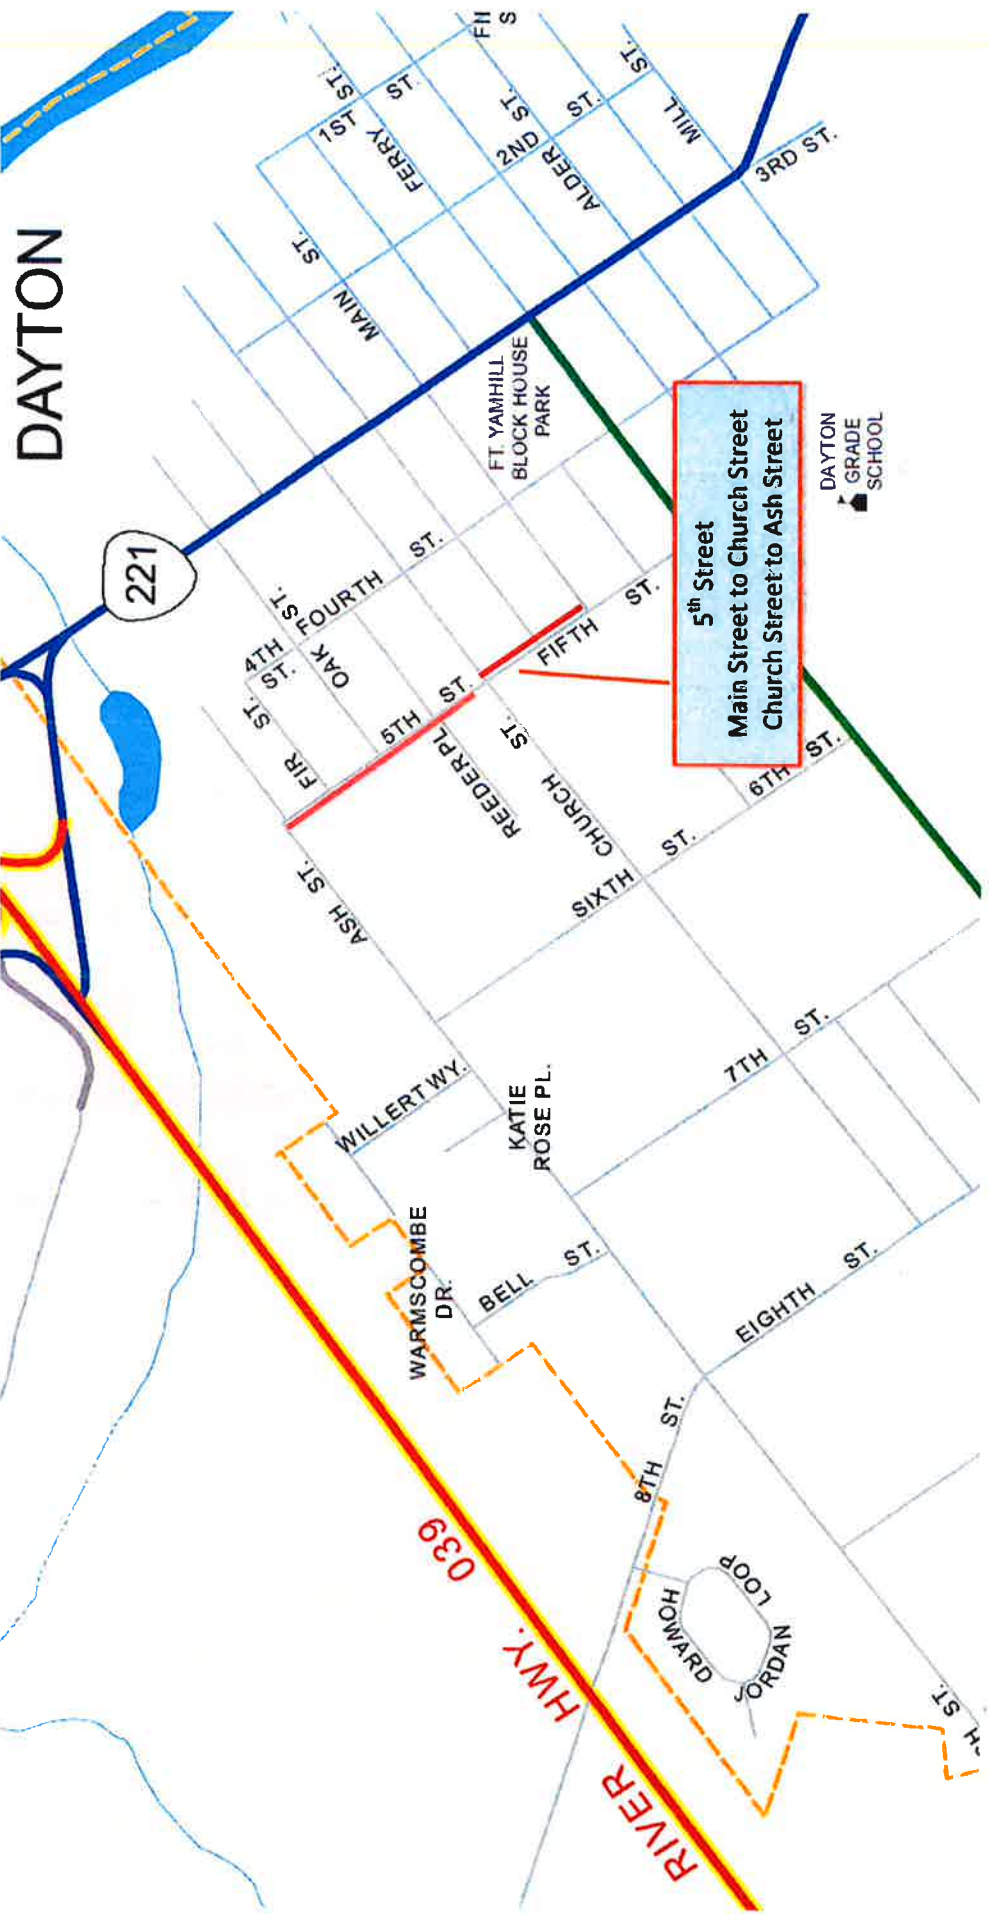 DAYTON
221
FN
S
1ST
ST.
FERRY
ST.
2ND
ST.
ALDER
ST.
MILL
ST.
3RD ST.
MAIN
ST.
FT. YAMHILL
BLOCK HOUSE
PARK
DAYTON
GRADE
SCHOOL
5th Street
Main Street to Church Street
Church Street to Ash Street
4TH
ST.
FOURTH
ST.
OAK
ST.
FIR
ST.
5TH
ST.
FIFTH
ST.
REEDER PL
CHURCH
ST.
ASH ST.
SIXTH
ST.
6TH
ST.
7TH
ST.
WILLERT WY.
KATIE
ROSE PL.
WARMSCOMBE
DR.
BELL
ST.
EIGHTH
ST.
8TH
ST.
HOWARD
JORDAN
LOOP
RIVER
HWY.
039
ST.